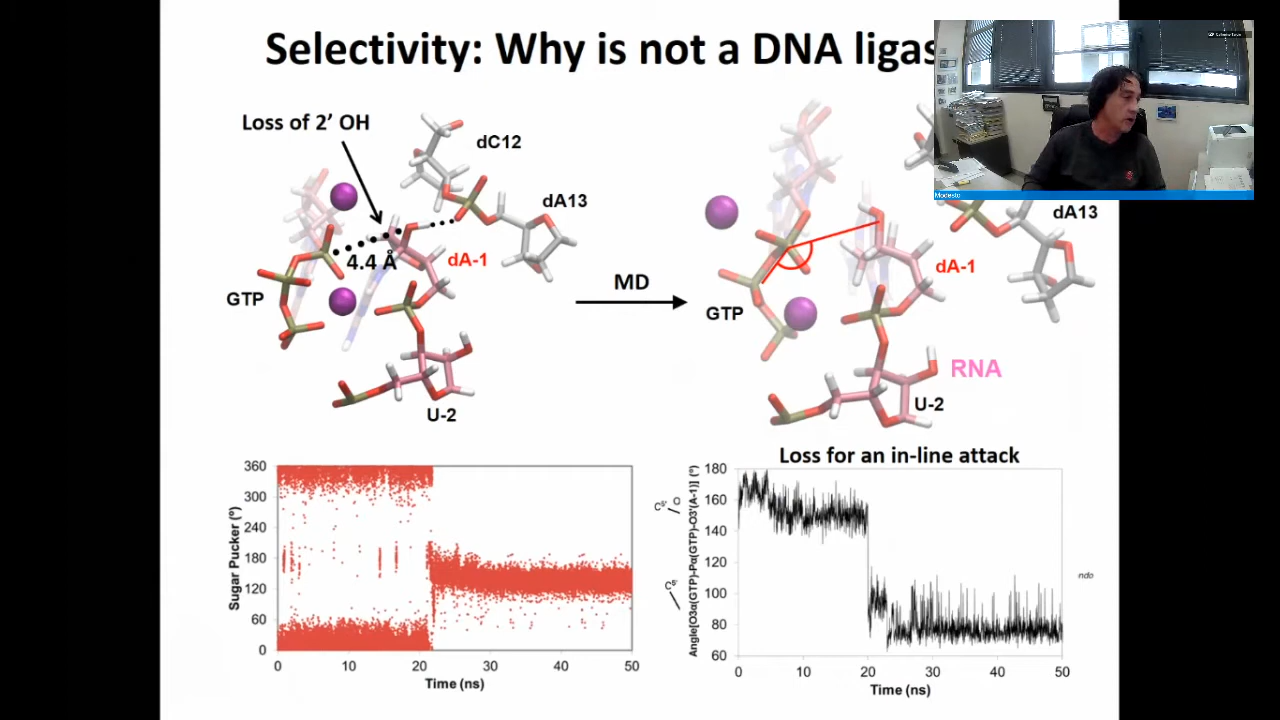 Selectivity: Why is not a DNA ligas
Loss of 2’ OH
dC12
dA13
4.4 Å
dA-1
GTP
U-2
MD
dA13
dA-1
GTP
RNA
U-2
Modesto
Sugar Pucker (º)
360
300
240
180
120
60
0
0 10 20 30 40 50
Time (ns)
Loss for an in-line attack
Angle[O3α(GTP)-Pα(GTP)-O3'(A-1)] (º)
180
160
140
120
100
80
60
0 10 20 30 40 50
Time (ns)
ndo